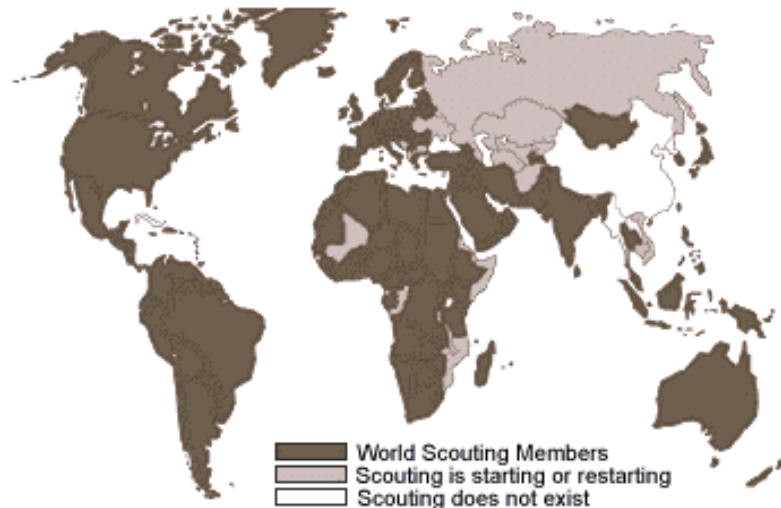 World Scouting Members
Scouting is starting or restarting
Scouting does not exist